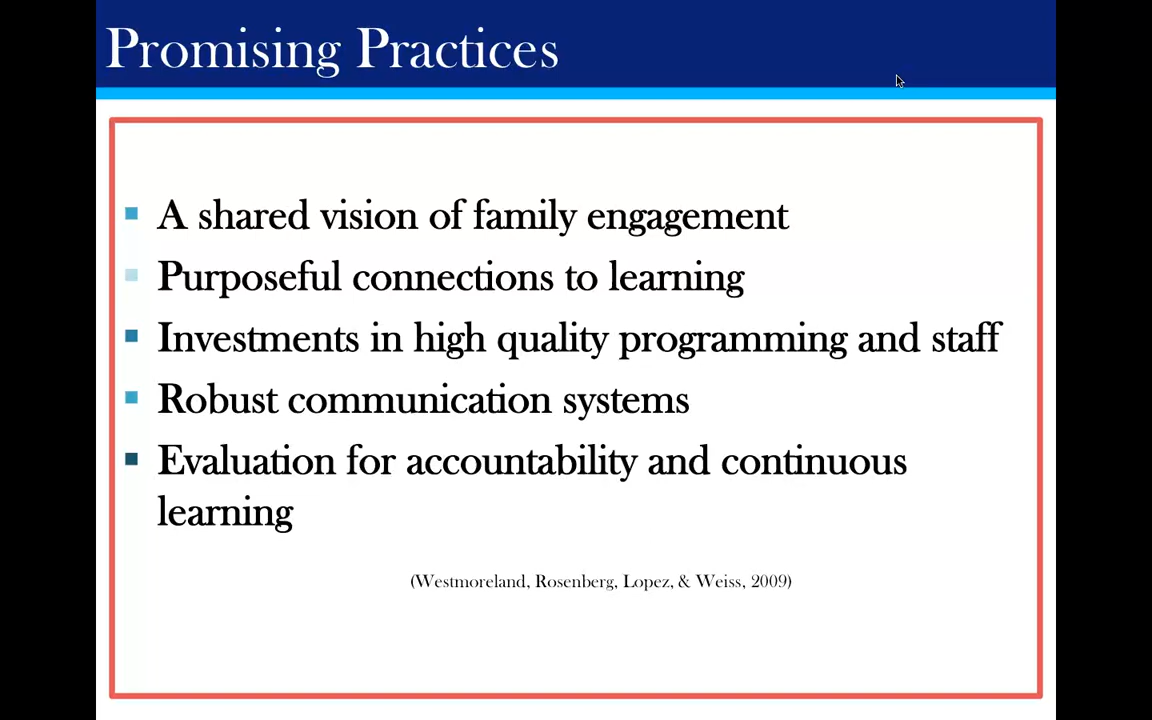 Promising Practices
A shared vision of family engagement
Purposeful connections to learning
Investments in high quality programming and staff
Robust communication systems
Evaluation for accountability and continuous
learning
(Westmoreland, Rosenberg, Lopez, & Weiss, 2009)